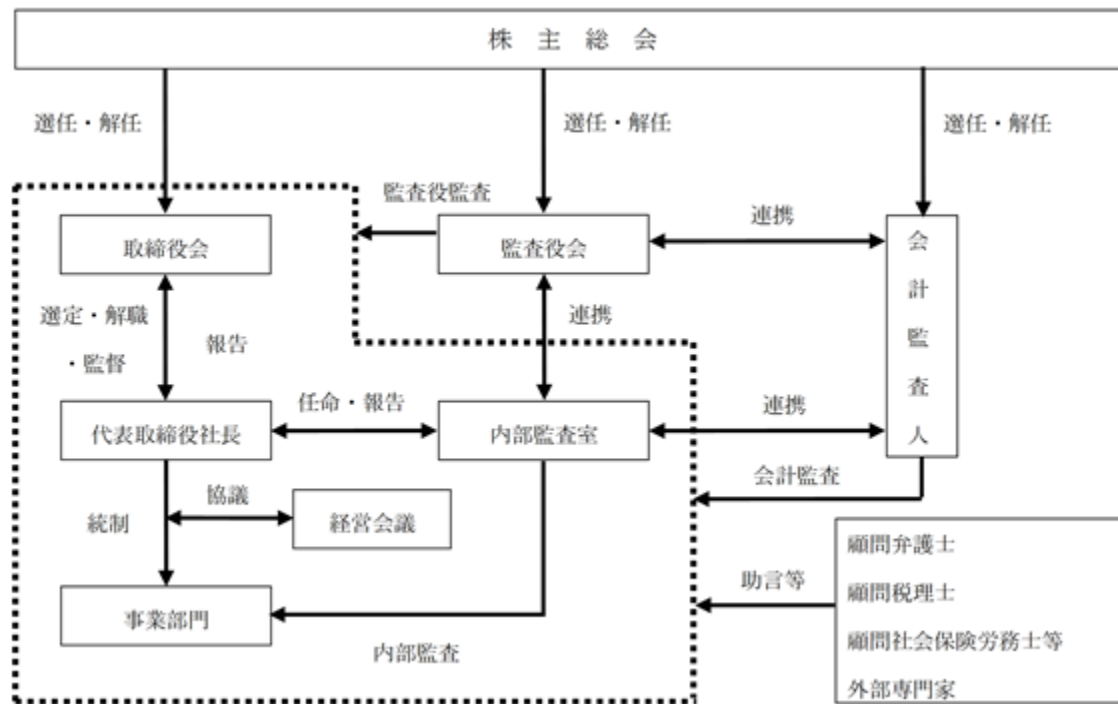 株主総会
選任・解任
選任・解任
選任・解任
監査役監査
連携
取締役会
監査役会
会計監査人
選定・解職
・監督
報告
連携
任命・報告
連携
代表取締役社長
内部監査室
会計監査
協議
統制
経営会議
顧問弁護士
助言等
顧問税理士
事業部門
内部監査
顧問社会保険労務士等
外部専門家